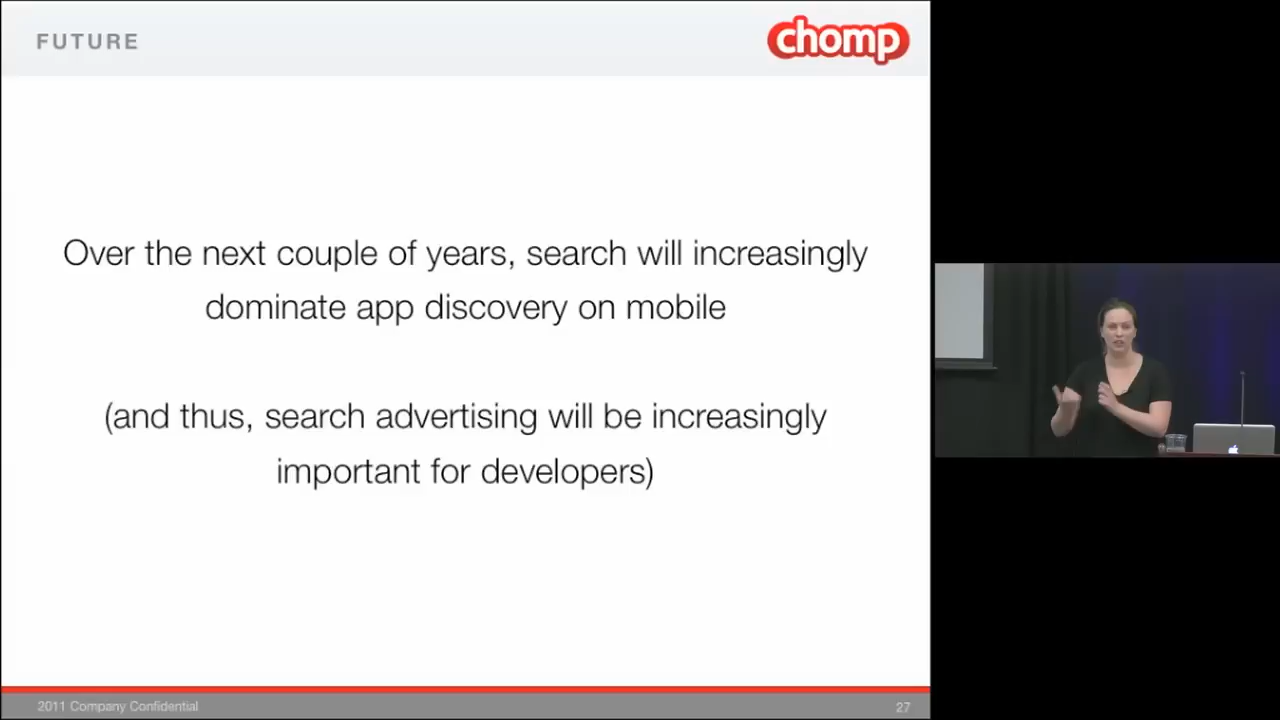 FUTURE
chomp
Over the next couple of years, search will increasingly
dominate app discovery on mobile
(and thus, search advertising will be increasingly
important for developers)
2011 Company Confidential
27